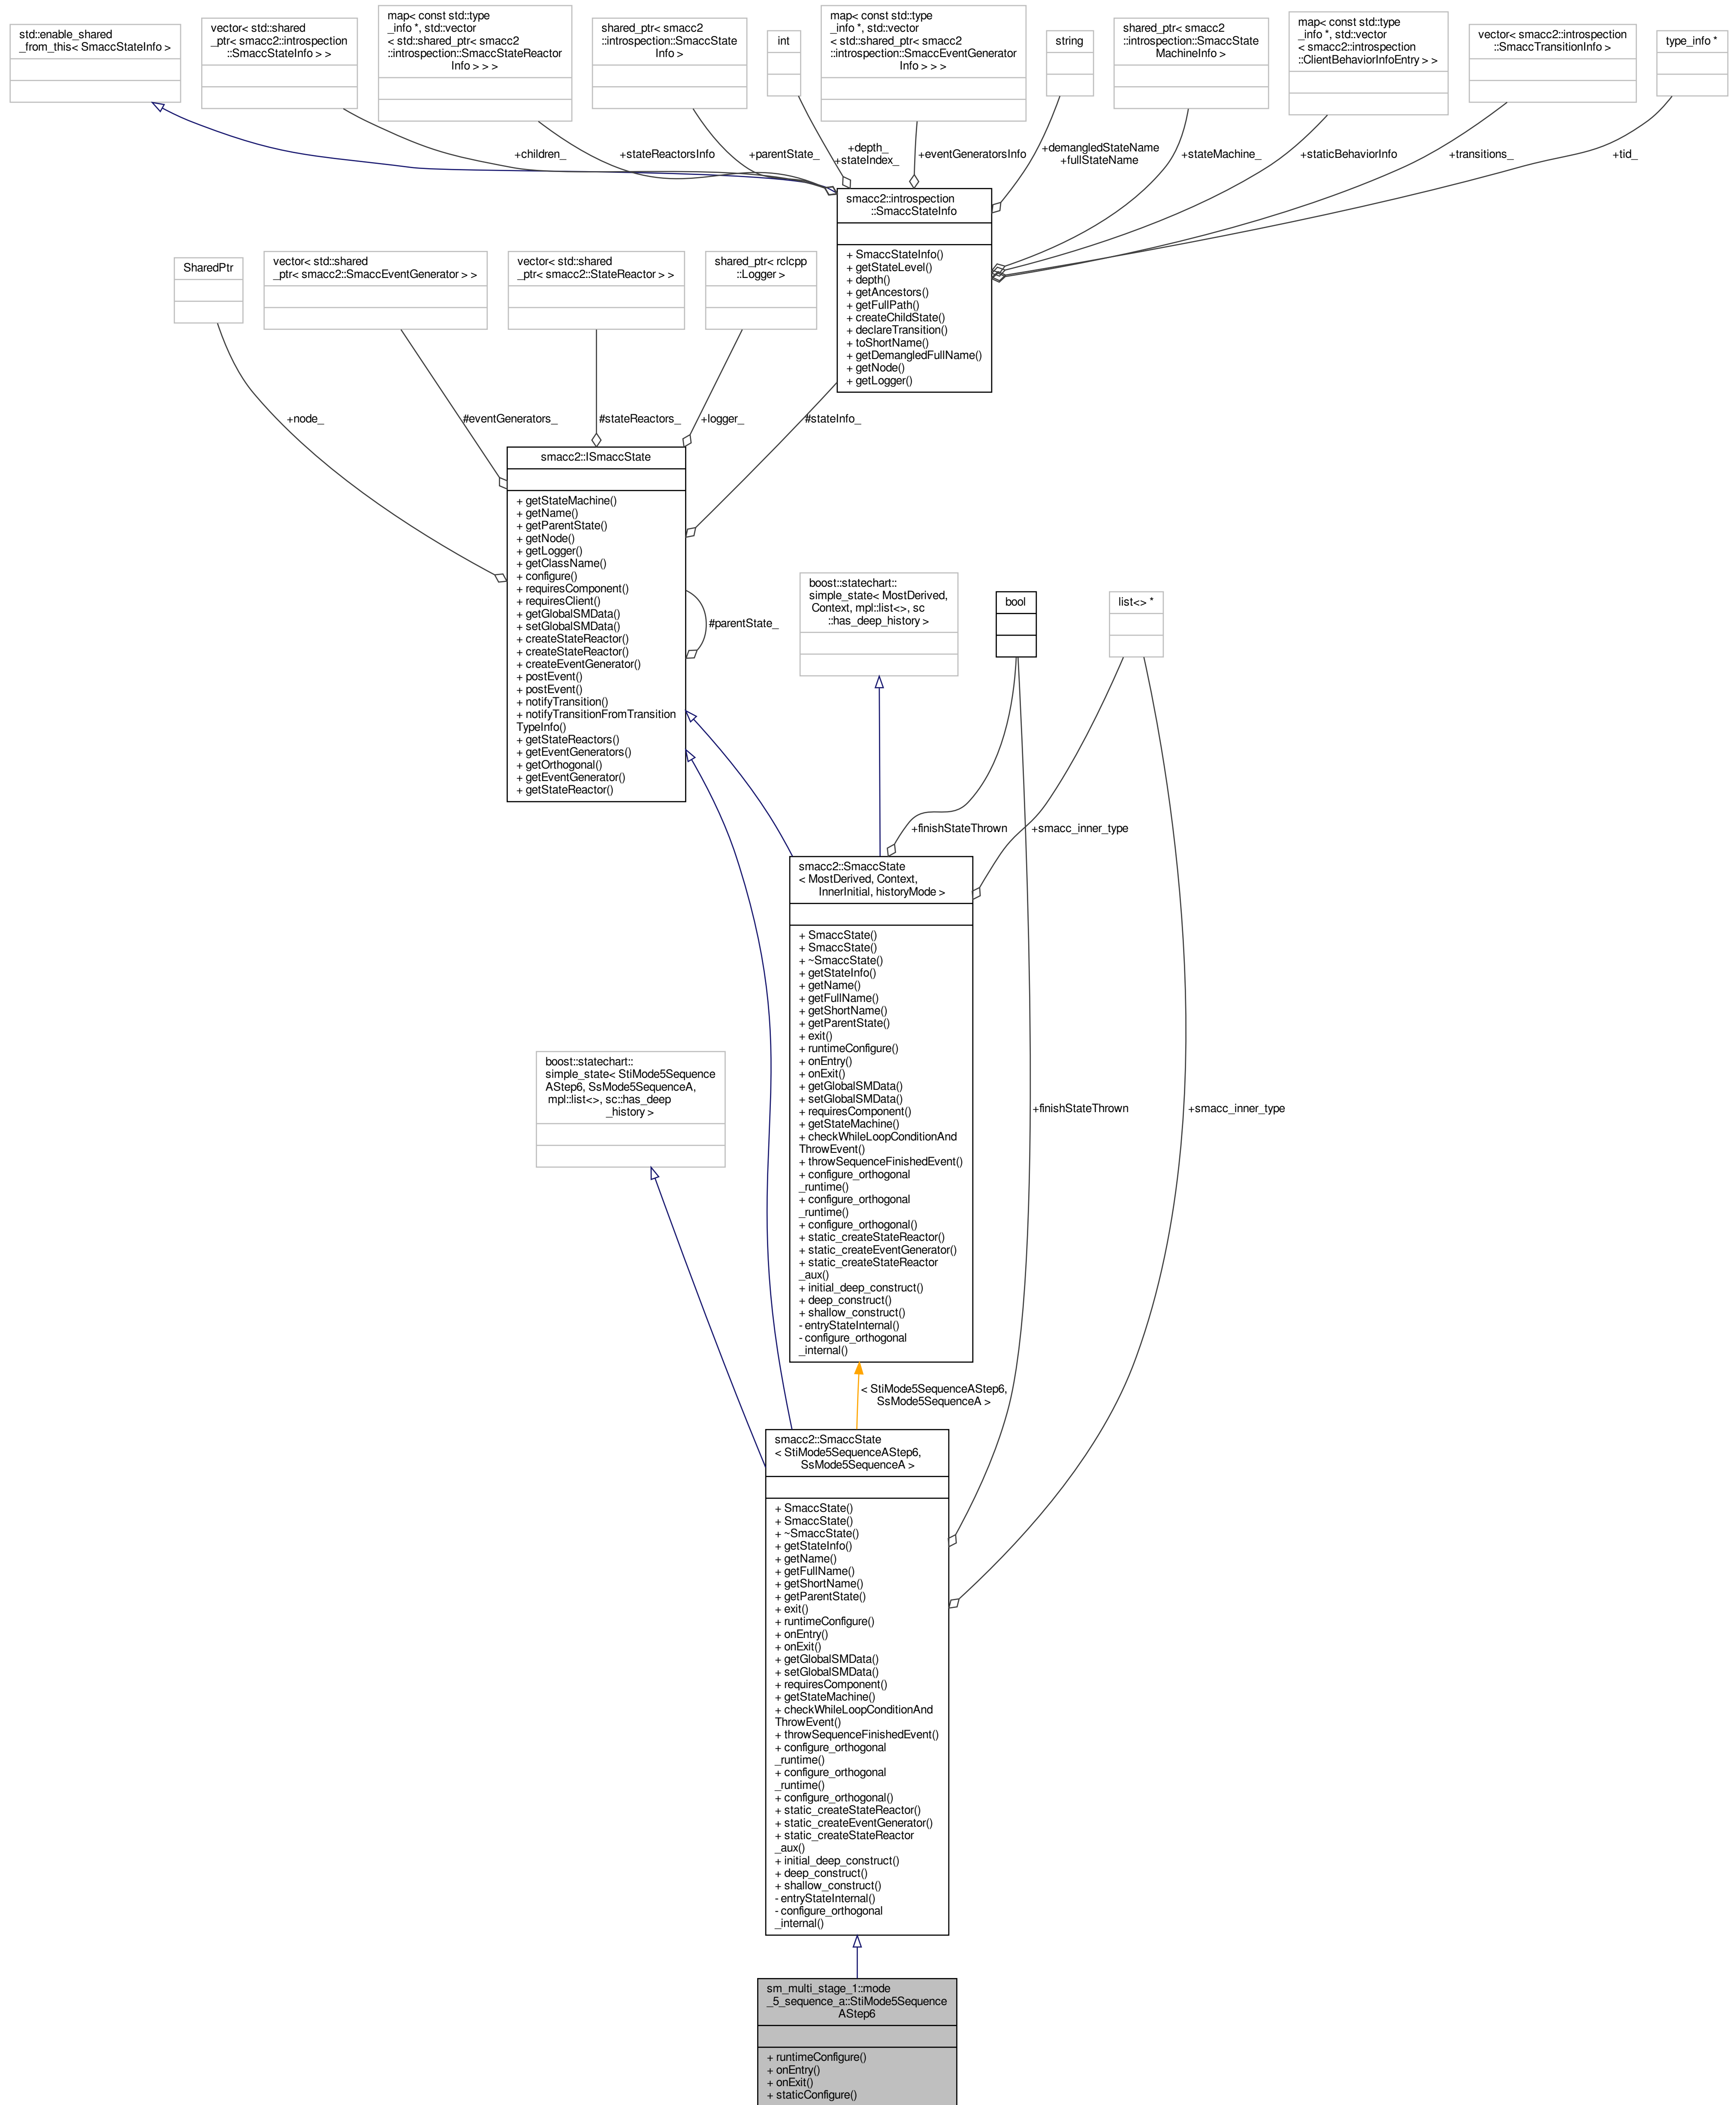 std::enable_shared
_from_this< SmaccStateInfo >
vector< std::shared
_ptr< smacc2::introspection
::SmaccStateInfo > >
map< const std::type
_info *, std::vector
< std::shared_ptr< smacc2
::introspection::SmaccStateReactor
Info > > >
shared_ptr< smacc2
::introspection::SmaccState
Info >
int
map< const std::type
_info *, std::vector
< std::shared_ptr< smacc2
::introspection::SmaccEventGenerator
Info > > >
string
shared_ptr< smacc2
::introspection::SmaccState
MachineInfo >
map< const std::type
_info *, std::vector
< smacc2::introspection
::ClientBehaviorInfoEntry > >
vector< smacc2::introspection
::SmaccTransitionInfo >
type_info *
+children_
+stateReactorsInfo
+parentState_
+depth_
+stateIndex_
+eventGeneratorsInfo
+demangledStateName
+fullStateName
+stateMachine_
+staticBehaviorInfo
+transitions_
+tid_
smacc2::introspection
::SmaccStateInfo
+ SmaccStateInfo()
+ getStateLevel()
+ depth()
+ getAncestors()
+ getFullPath()
+ createChildState()
+ declareTransition()
+ toShortName()
+ getDemangledFullName()
+ getNode()
+ getLogger()
SharedPtr
vector< std::shared
_ptr< smacc2::SmaccEventGenerator > >
vector< std::shared
_ptr< smacc2::StateReactor > >
shared_ptr< rclcpp
::Logger >
+node_
#eventGenerators_
#stateReactors_
+logger_
#stateInfo_
smacc2::ISmaccState
+ getStateMachine()
+ getName()
+ getParentState()
+ getNode()
+ getLogger()
+ getClassName()
+ configure()
+ requiresComponent()
+ requiresClient()
+ getGlobalSMData()
+ setGlobalSMData()
+ createStateReactor()
+ createStateReactor()
+ createEventGenerator()
+ postEvent()
+ postEvent()
+ notifyTransition()
+ notifyTransitionFromTransition
TypeInfo()
+ getStateReactors()
+ getEventGenerators()
+ getOrthogonal()
+ getEventGenerator()
+ getStateReactor()
#parentState_
boost::statechart::
simple_state< MostDerived,
Context, mpl::list<>, sc
::has_deep_history >
bool
list<> *
+finishStateThrown
+smacc_inner_type
smacc2::SmaccState
< MostDerived, Context,
InnerInitial, historyMode >
+ SmaccState()
+ SmaccState()
+ ~SmaccState()
+ getStateInfo()
+ getName()
+ getFullName()
+ getShortName()
+ getParentState()
+ exit()
+ runtimeConfigure()
+ onEntry()
+ onExit()
+ getGlobalSMData()
+ setGlobalSMData()
+ requiresComponent()
+ getStateMachine()
+ checkWhileLoopConditionAnd
ThrowEvent()
+ throwSequenceFinishedEvent()
+ configure_orthogonal
_runtime()
+ configure_orthogonal
_runtime()
+ configure_orthogonal()
+ static_createStateReactor()
+ static_createEventGenerator()
+ static_createStateReactor
_aux()
+ initial_deep_construct()
+ deep_construct()
+ shallow_construct()
- entryStateInternal()
- configure_orthogonal
_internal()
boost::statechart::
simple_state< StiMode5Sequence
AStep6, SsMode5SequenceA,
mpl::list<>, sc::has_deep
_history >
+finishStateThrown
+smacc_inner_type
< StiMode5SequenceAStep6,
SsMode5SequenceA >
smacc2::SmaccState
< StiMode5SequenceAStep6,
SsMode5SequenceA >
+ SmaccState()
+ SmaccState()
+ ~SmaccState()
+ getStateInfo()
+ getName()
+ getFullName()
+ getShortName()
+ getParentState()
+ exit()
+ runtimeConfigure()
+ onEntry()
+ onExit()
+ getGlobalSMData()
+ setGlobalSMData()
+ requiresComponent()
+ getStateMachine()
+ checkWhileLoopConditionAnd
ThrowEvent()
+ throwSequenceFinishedEvent()
+ configure_orthogonal
_runtime()
+ configure_orthogonal
_runtime()
+ configure_orthogonal()
+ static_createStateReactor()
+ static_createEventGenerator()
+ static_createStateReactor
_aux()
+ initial_deep_construct()
+ deep_construct()
+ shallow_construct()
- entryStateInternal()
- configure_orthogonal
_internal()
sm_multi_stage_1::mode
_5_sequence_a::StiMode5Sequence
AStep6
+ runtimeConfigure()
+ onEntry()
+ onExit()
+ staticConfigure()